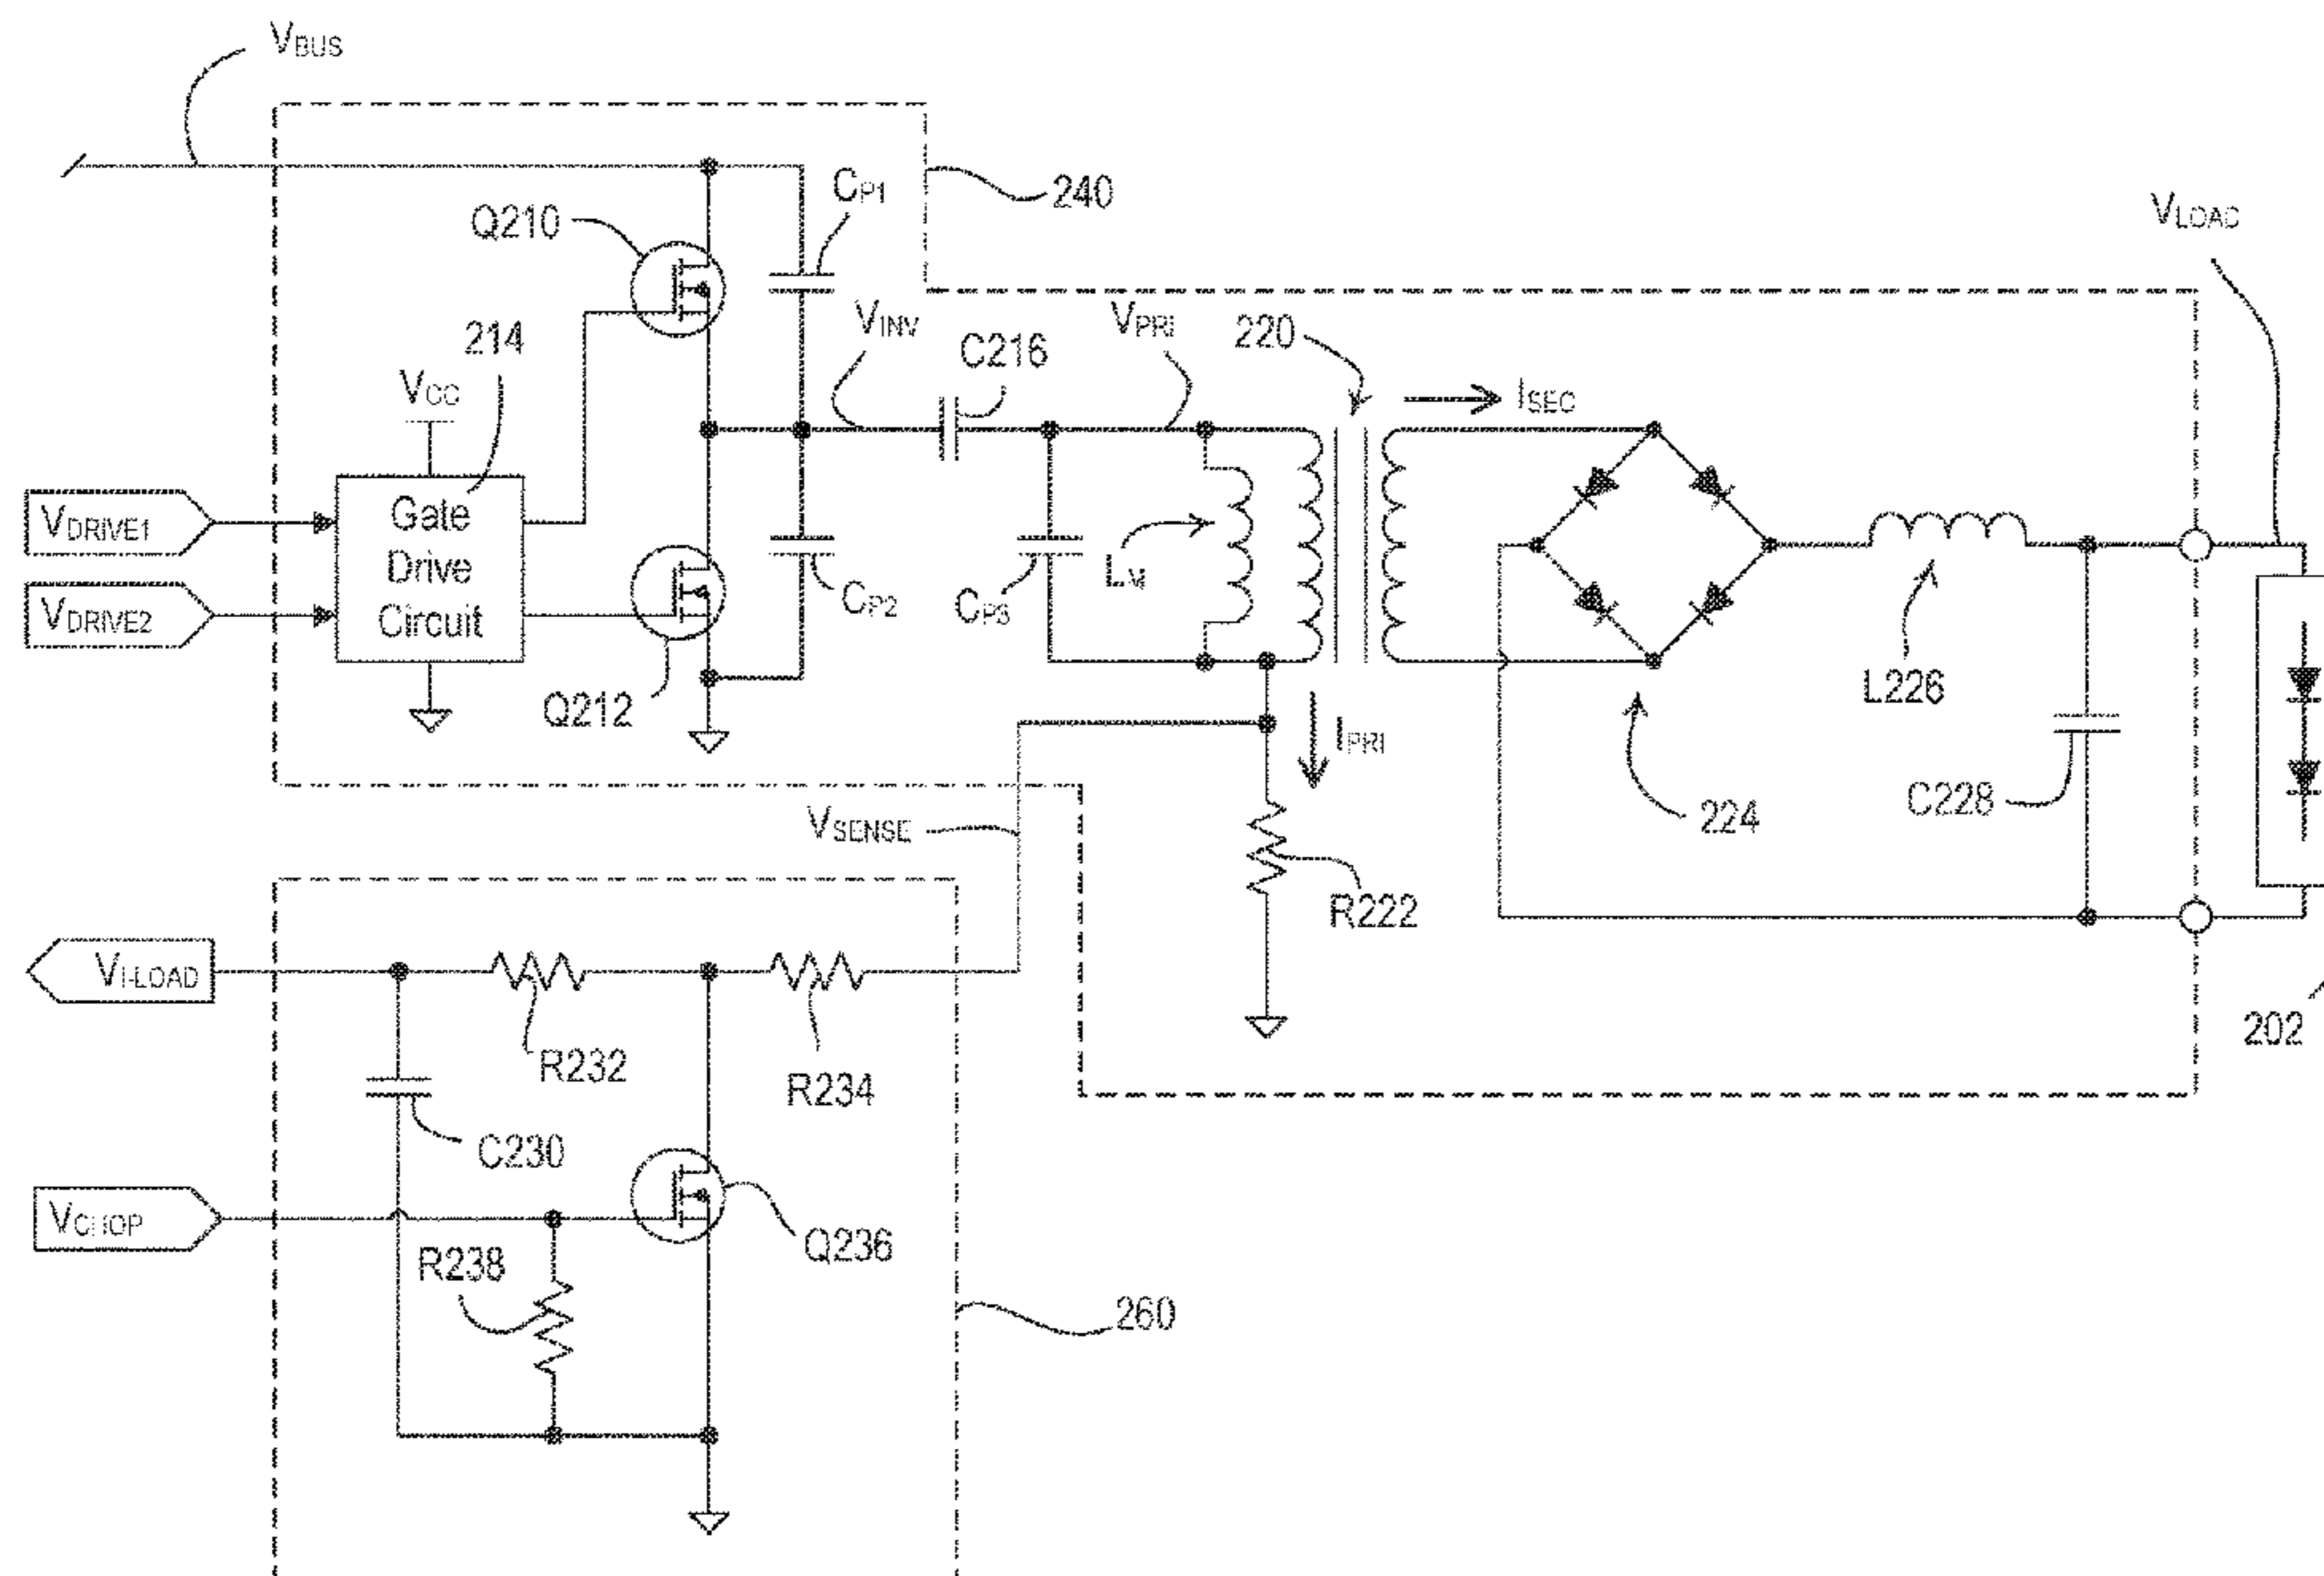 VBUS
240
CP1
Q210
VLOAD
VINV
VPRI
220
C216
214
VCC
ISEC
VDRIVE1
Gate
Drive
Circuit
VDRIVE2
CP2
CP3
LM
Q212
L226
IPRI
VSENSE
224
C228
R222
VI-LOAD
R232
R234
202
C230
VCHOP
Q236
R238
260